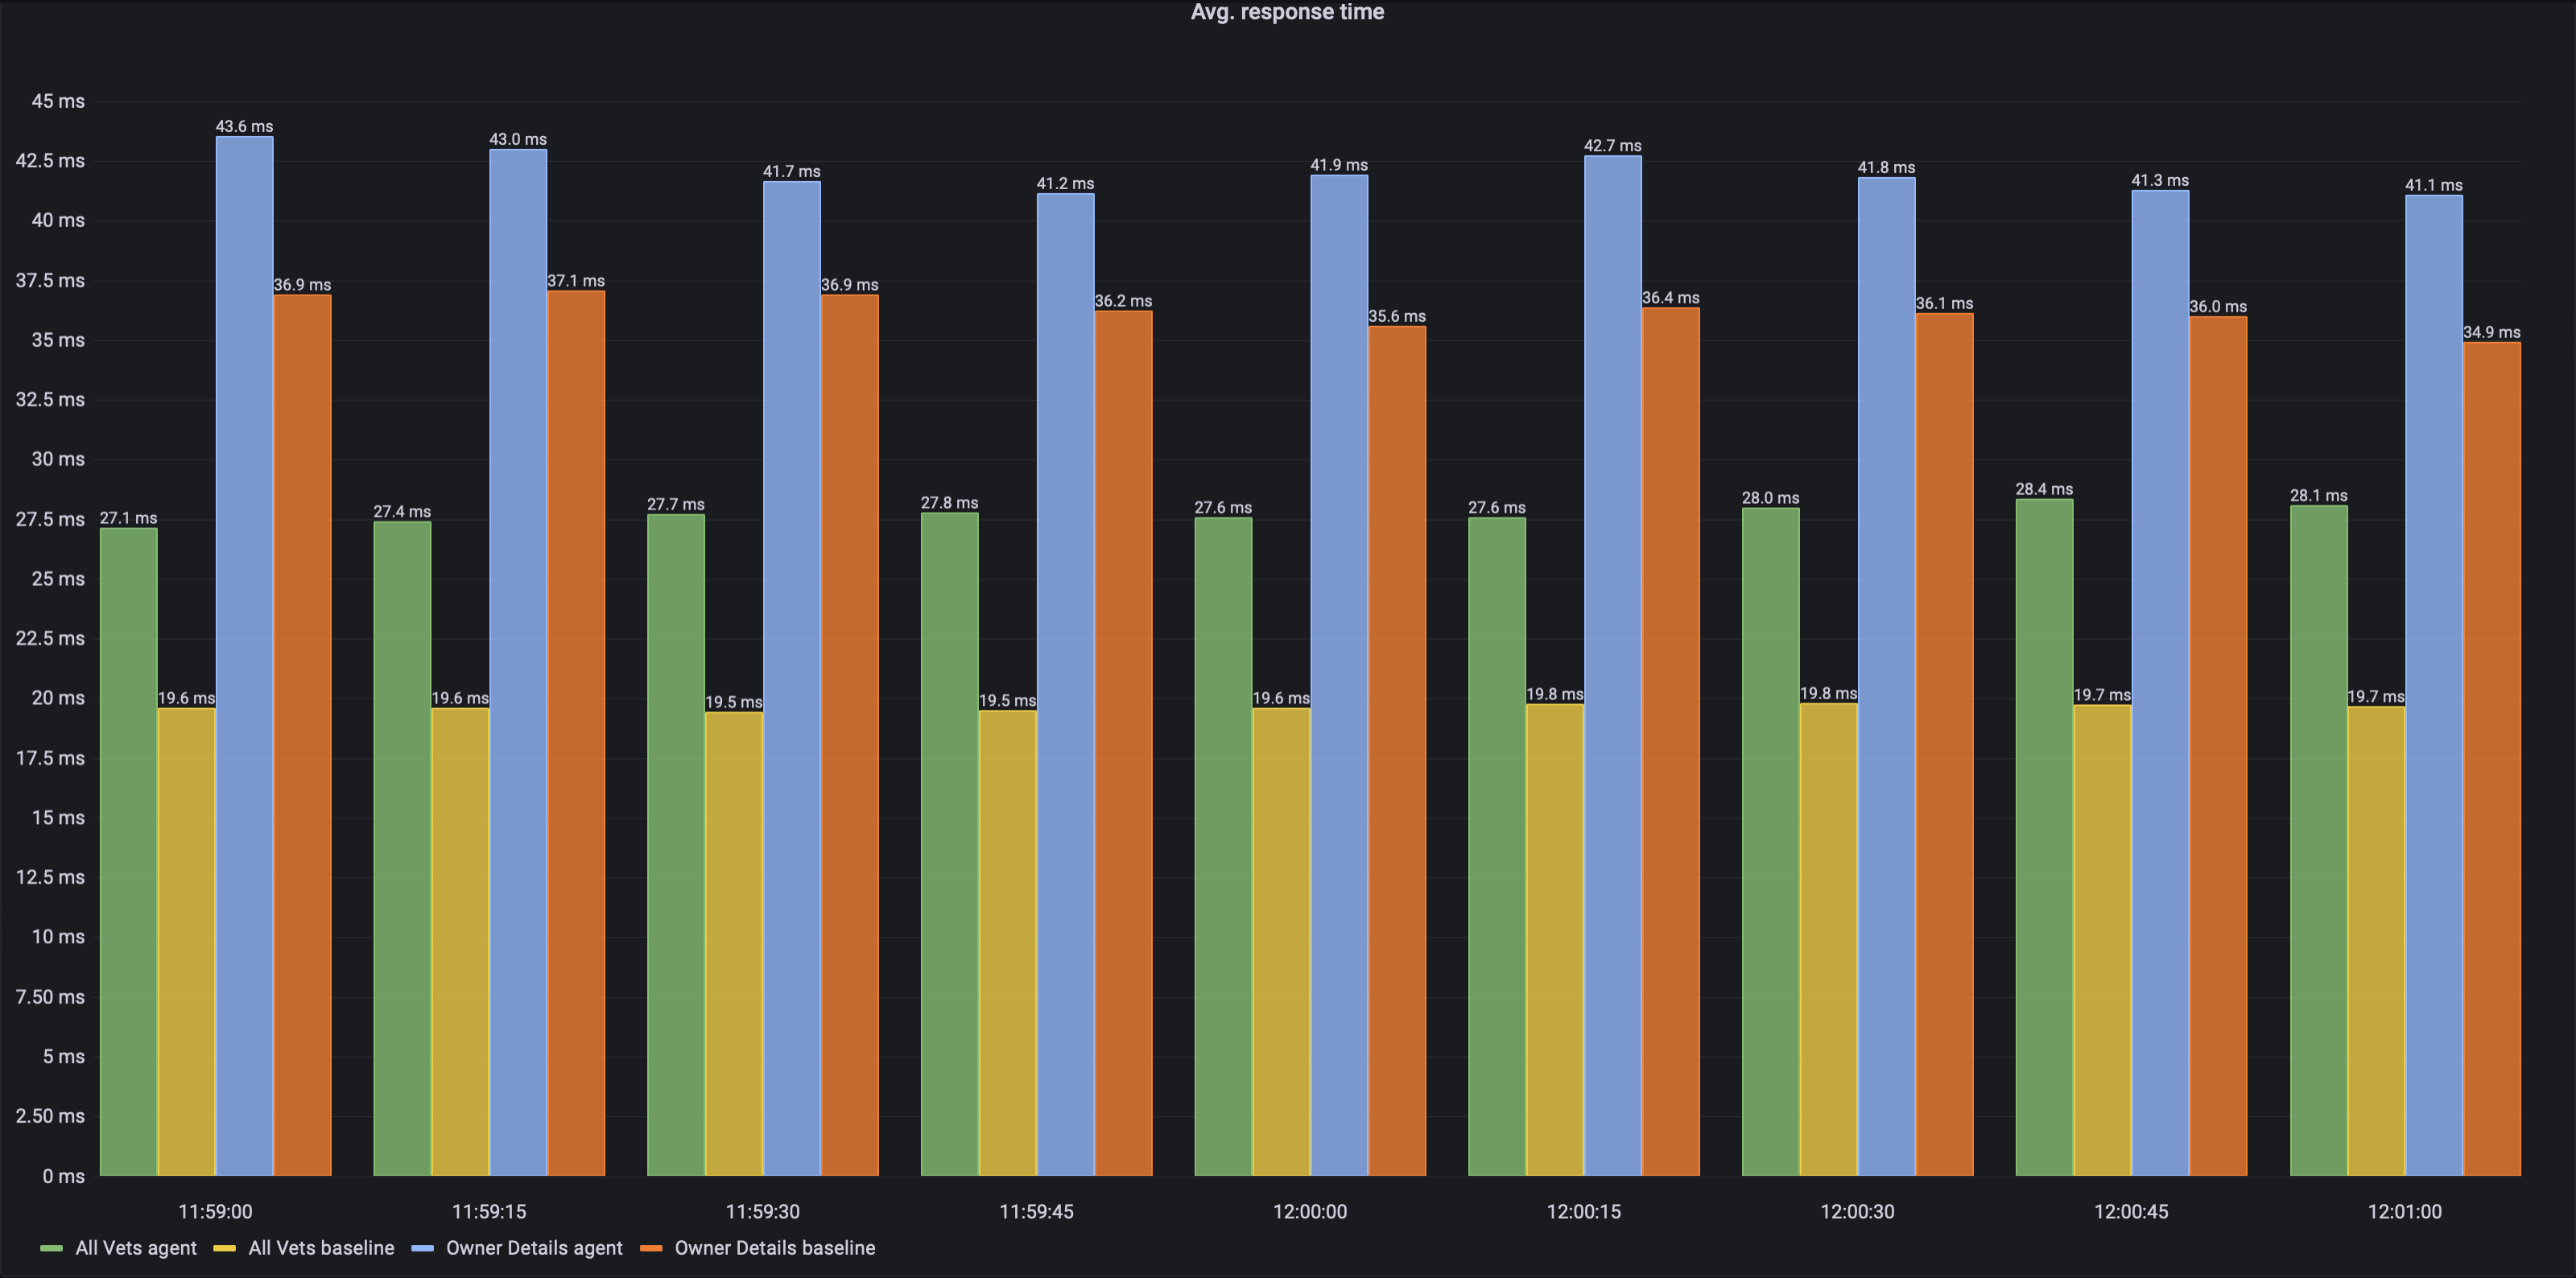 Avg. response time
45 ms
42.5 ms
40 ms
37.5 ms
35 ms
32.5 ms
30 ms
27.5 ms
25 ms
22.5 ms
20 ms
17.5 ms
15 ms
12.5 ms
10 ms
7.50 ms
5 ms
2.50 ms
0 ms
27.1 ms
19.6 ms
43.6 ms
36.9 ms
27.4 ms
19.6 ms
43.0 ms
37.1 ms
27.7 ms
19.5 ms
41.7 ms
36.9 ms
27.8 ms
19.5 ms
41.2 ms
36.2 ms
27.6 ms
19.6 ms
41.9 ms
35.6 ms
27.6 ms
19.8 ms
42.7 ms
36.4 ms
28.0 ms
19.8 ms
41.8 ms
36.1 ms
28.4 ms
19.7 ms
41.3 ms
36.0 ms
28.1 ms
19.7 ms
41.1 ms
34.9 ms
11:59:00
11:59:15
11:59:30
11:59:45
12:00:00
12:00:15
12:00:30
12:00:45
12:01:00
All Vets agent
All Vets baseline
Owner Details agent
Owner Details baseline